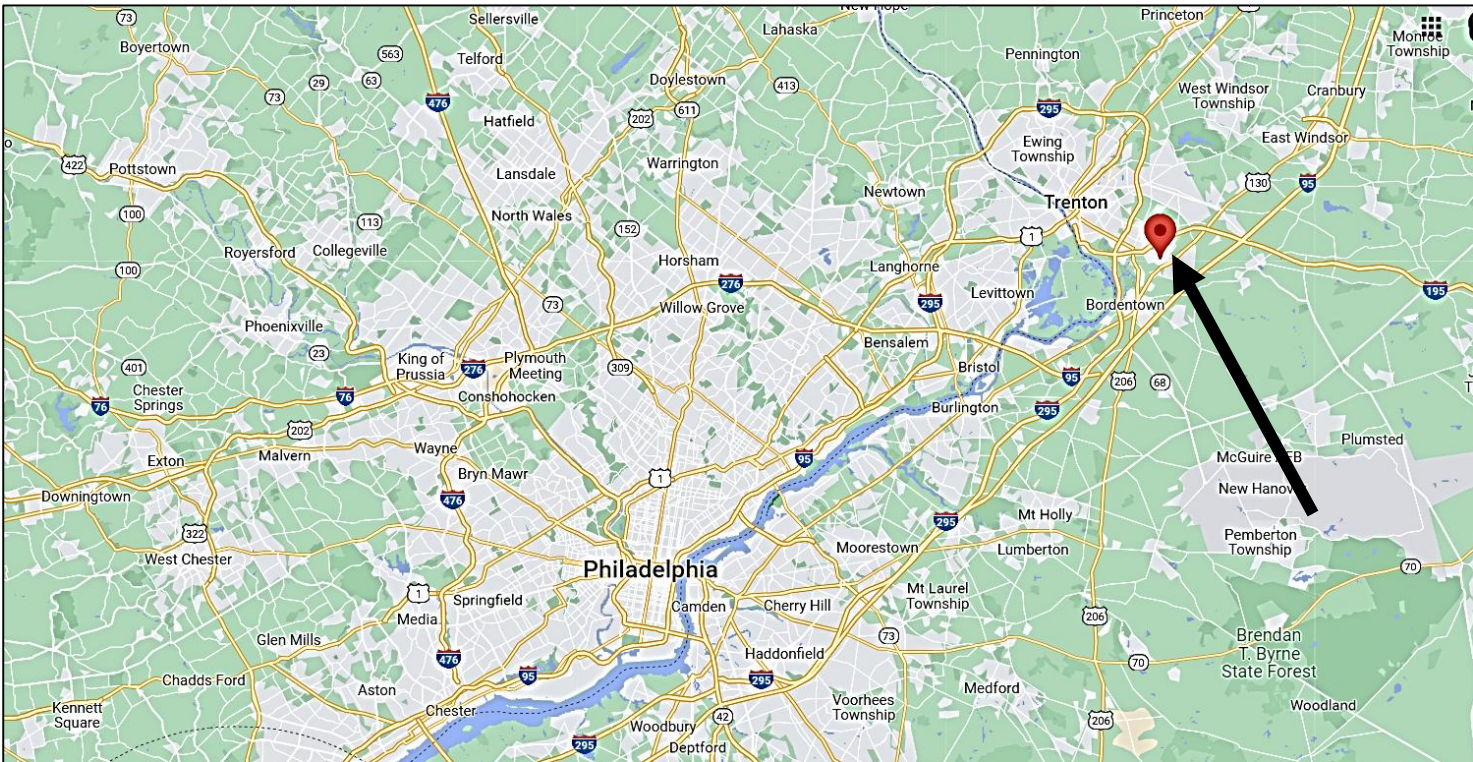 73
Sellersville
New Hope
Princeton
Boyertown
563
Telford
Lahaska
Pennington
Monroe
Township
29
63
73
476
Doylestown
413
West Windsor
Township
Cranbury
Hatfield
202
611
295
East Windsor
422
Pottstown
Lansdale
Warrington
Ewing
Township
130
95
Newtown
Trenton
100
113
North Wales
152
1
Royersford
Collegeville
Horsham
Langhorne
100
276
195
Levittown
295
Bordentown
73
Willow Grove
Phoenixville
23
Bensalem
King of
Prussia
276
Plymouth
Meeting
309
Bristol
401
95
206
68
Chester
Springs
76
76
Conshohocken
Burlington
295
202
Plumsted
Exton
Malvern
Wayne
95
McGuire AFB
Bryn Mawr
1
New Hanover
Downingtown
476
Mt Holly
322
295
Pemberton
Township
West Chester
Moorestown
Lumberton
70
Philadelphia
1
Springfield
Camden
Cherry Hill
Mt Laurel
Township
206
Media
Glen Mills
73
Brendan
T. Byrne
State Forest
476
Haddonfield
70
95
295
Chadds Ford
Aston
Medford
Kennett
Square
Chester
Voorhees
Township
Woodland
42
206
Woodbury
295
Deptford